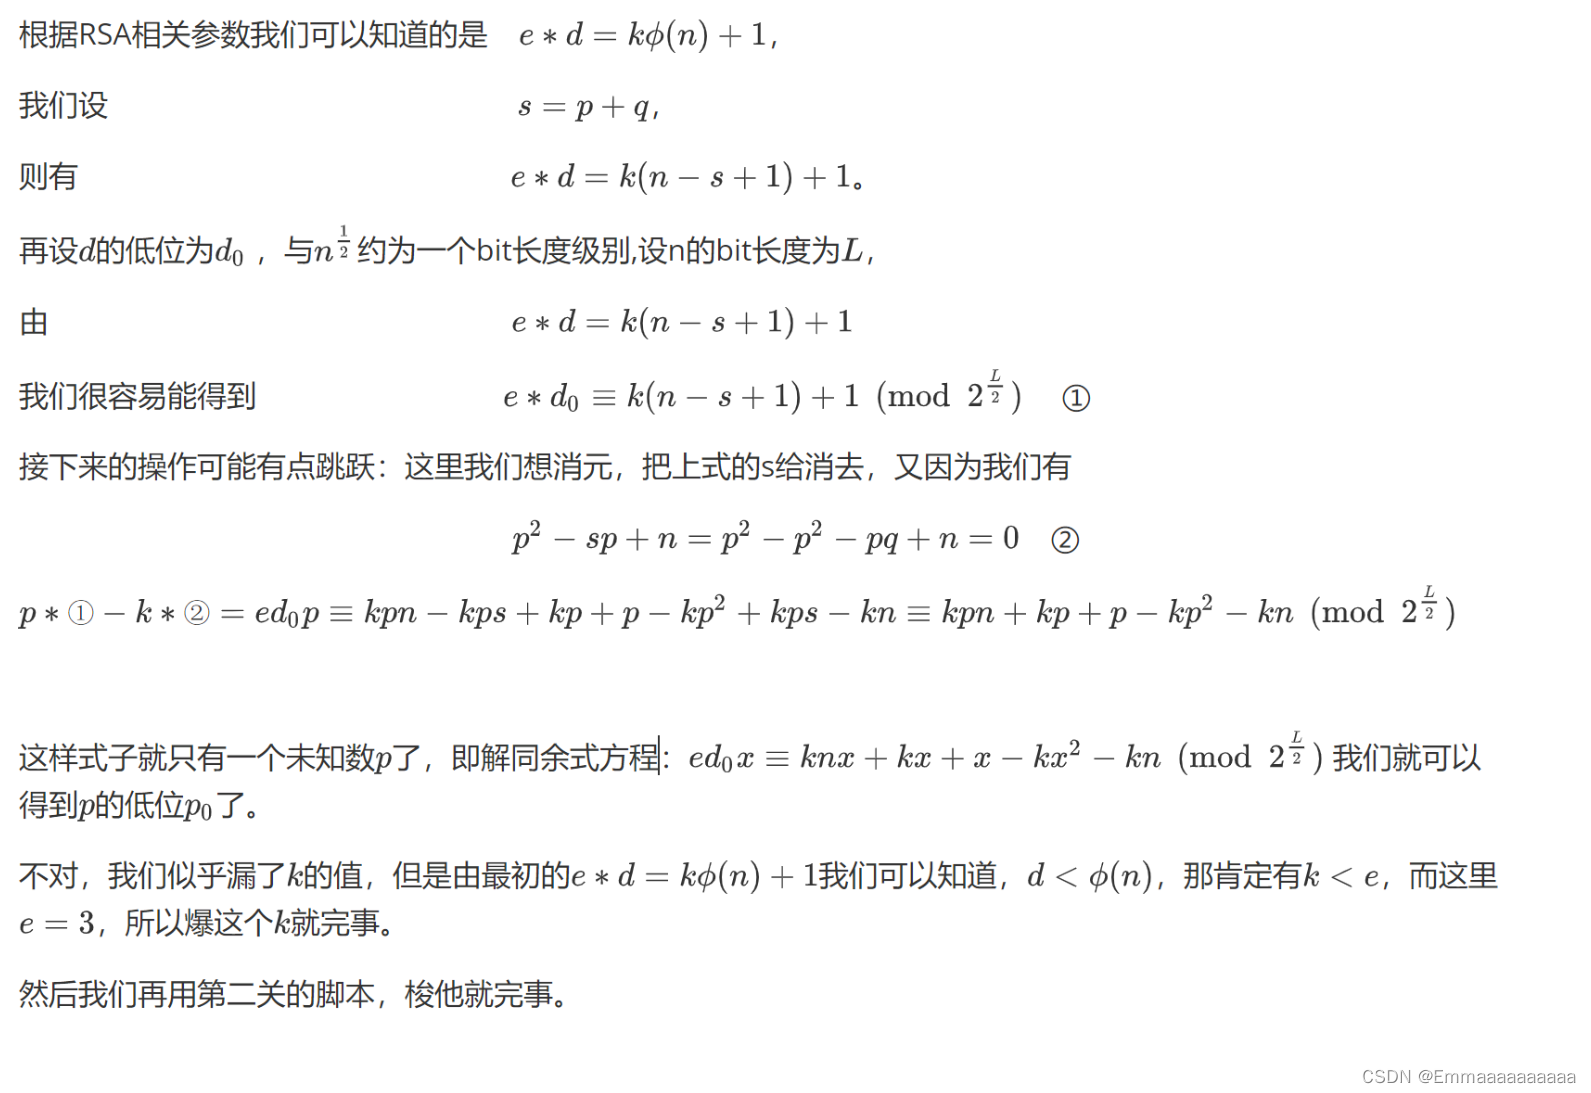 根据RSA相关参数我们可以知道的是 $e * d = k\phi(n) + 1$，
我们设 $s = p + q$，
则有 $e * d = k(n - s + 1) + 1$。
再设$d$的低位为$d_0$ ，与$n^{\frac{1}{2}}$约为一个bit长度级别,设n的bit长度为$L$，
由 $e * d = k(n - s + 1) + 1$
我们很容易能得到 $e * d_0 \equiv k(n - s + 1) + 1 \pmod{2^{\frac{L}{2}}}$ ①
接下来的操作可能有点跳跃：这里我们想消元，把上式的s给消去，又因为我们有
$p^2 - sp + n = p^2 - p^2 - pq + n = 0$ ②
$p * ① - k * ② = ed_0p \equiv kpn - kps + kp + p - kp^2 + kps - kn \equiv kpn + kp + p - kp^2 - kn \pmod{2^{\frac{L}{2}}}$
这样式子就只有一个未知数$p$了，即解同余式方程：$ed_0x \equiv knx + kx + x - kx^2 - kn \pmod{2^{\frac{L}{2}}}$ 我们就可以
得到$p$的低位$p_0$了。
不对，我们似乎漏了$k$的值，但是由最初的$e * d = k\phi(n) + 1$我们可以知道，$d < \phi(n)$，那肯定有$k < e$，而这里
$e = 3$，所以爆这个$k$就完事。
然后我们再用第二关的脚本，梭他就完事。
CSDN @Emmaaaaaaaaaa